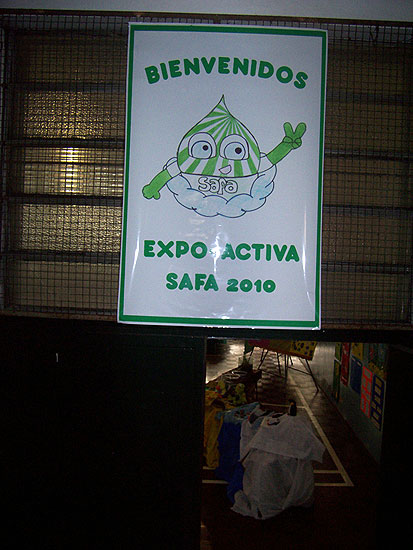 BIENVENIDOS
safa
EXPO-ACTIVA
SAFA 2010